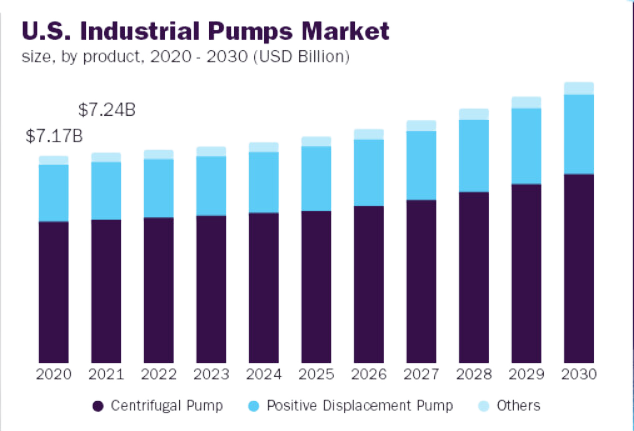 U.S. Industrial Pumps Market
size, by product, 2020 - 2030 (USD Billion)
$7.24B
$7.17B
2020 2021 2022 2023 2024 2025 2026 2027 2028 2029 2030
Centrifugal Pump Positive Displacement Pump Others